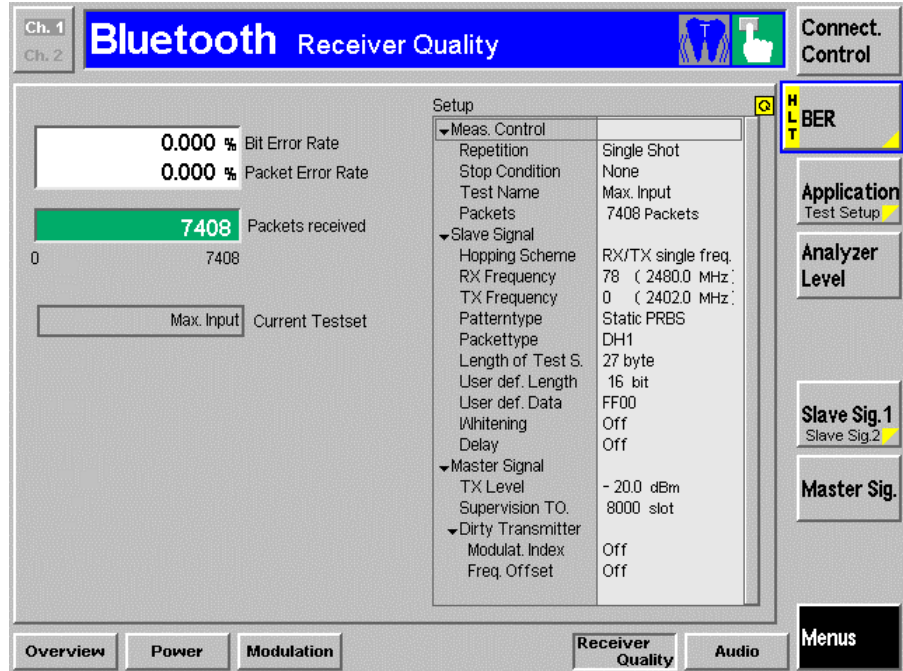 Ch. 1
Ch. 2
Bluetooth Receiver Quality
T
Connect.
Control
0.000 % Bit Error Rate
0.000 % Packet Error Rate
7408 Packets received
0 7408
Max. Input Current Testset
Setup
Meas. Control
Repetition Single Shot
Stop Condition None
Test Name Max. Input
Packets 7408 Packets
Slave Signal
Hopping Scheme RX/TX single freq.
RX Frequency 78 ( 2480.0 MHz)
TX Frequency 0 ( 2402.0 MHz)
Patterntype Static PRBS
Packettype DH1
Length of Test S. 27 byte
User def. Length 16 bit
User def. Data FF00
Whitening Off
Delay Off
Master Signal
TX Level - 20.0 dBm
Supervision TO. 8000 slot
Dirty Transmitter
Modulat. Index Off
Freq. Offset Off
HLT BER
Application
Test Setup
Analyzer
Level
Slave Sig.1
Slave Sig.2
Master Sig.
Menus
Overview Power Modulation Receiver Quality Audio